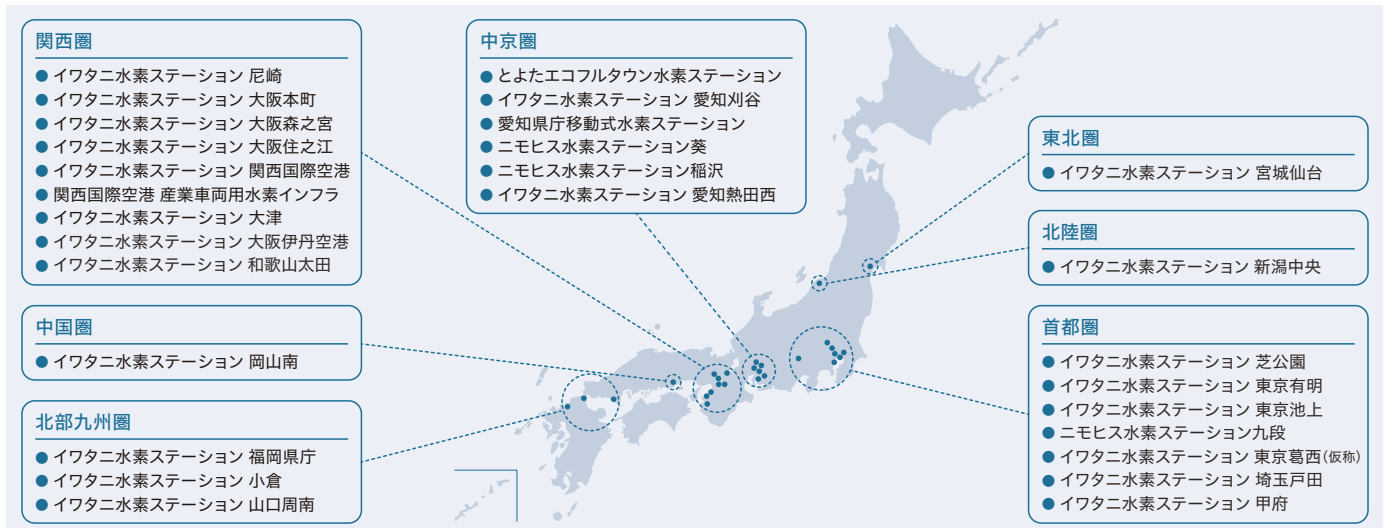 関西圏
● イワタニ水素ステーション 尼崎
● イワタニ水素ステーション 大阪本町
● イワタニ水素ステーション 大阪森之宮
● イワタニ水素ステーション 大阪住之江
● イワタニ水素ステーション 関西国際空港
● 関西国際空港 産業車両用水素インフラ
● イワタニ水素ステーション 大津
● イワタニ水素ステーション 大阪伊丹空港
● イワタニ水素ステーション 和歌山太田
中京圏
● とよたエコフルタウン水素ステーション
● イワタニ水素ステーション 愛知刈谷
● 愛知県庁移動式水素ステーション
● ニモヒス水素ステーション葵
● ニモヒス水素ステーション稲沢
● イワタニ水素ステーション 愛知熱田西
東北圏
● イワタニ水素ステーション 宮城仙台
北陸圏
● イワタニ水素ステーション 新潟中央
中国圏
● イワタニ水素ステーション 岡山南
北部九州圏
● イワタニ水素ステーション 福岡県庁
● イワタニ水素ステーション 小倉
● イワタニ水素ステーション 山口周南
首都圏
● イワタニ水素ステーション 芝公園
● イワタニ水素ステーション 東京有明
● イワタニ水素ステーション 東京池上
● ニモヒス水素ステーション九段
● イワタニ水素ステーション 東京葛西(仮称)
● イワタニ水素ステーション 埼玉戸田
● イワタニ水素ステーション 甲府